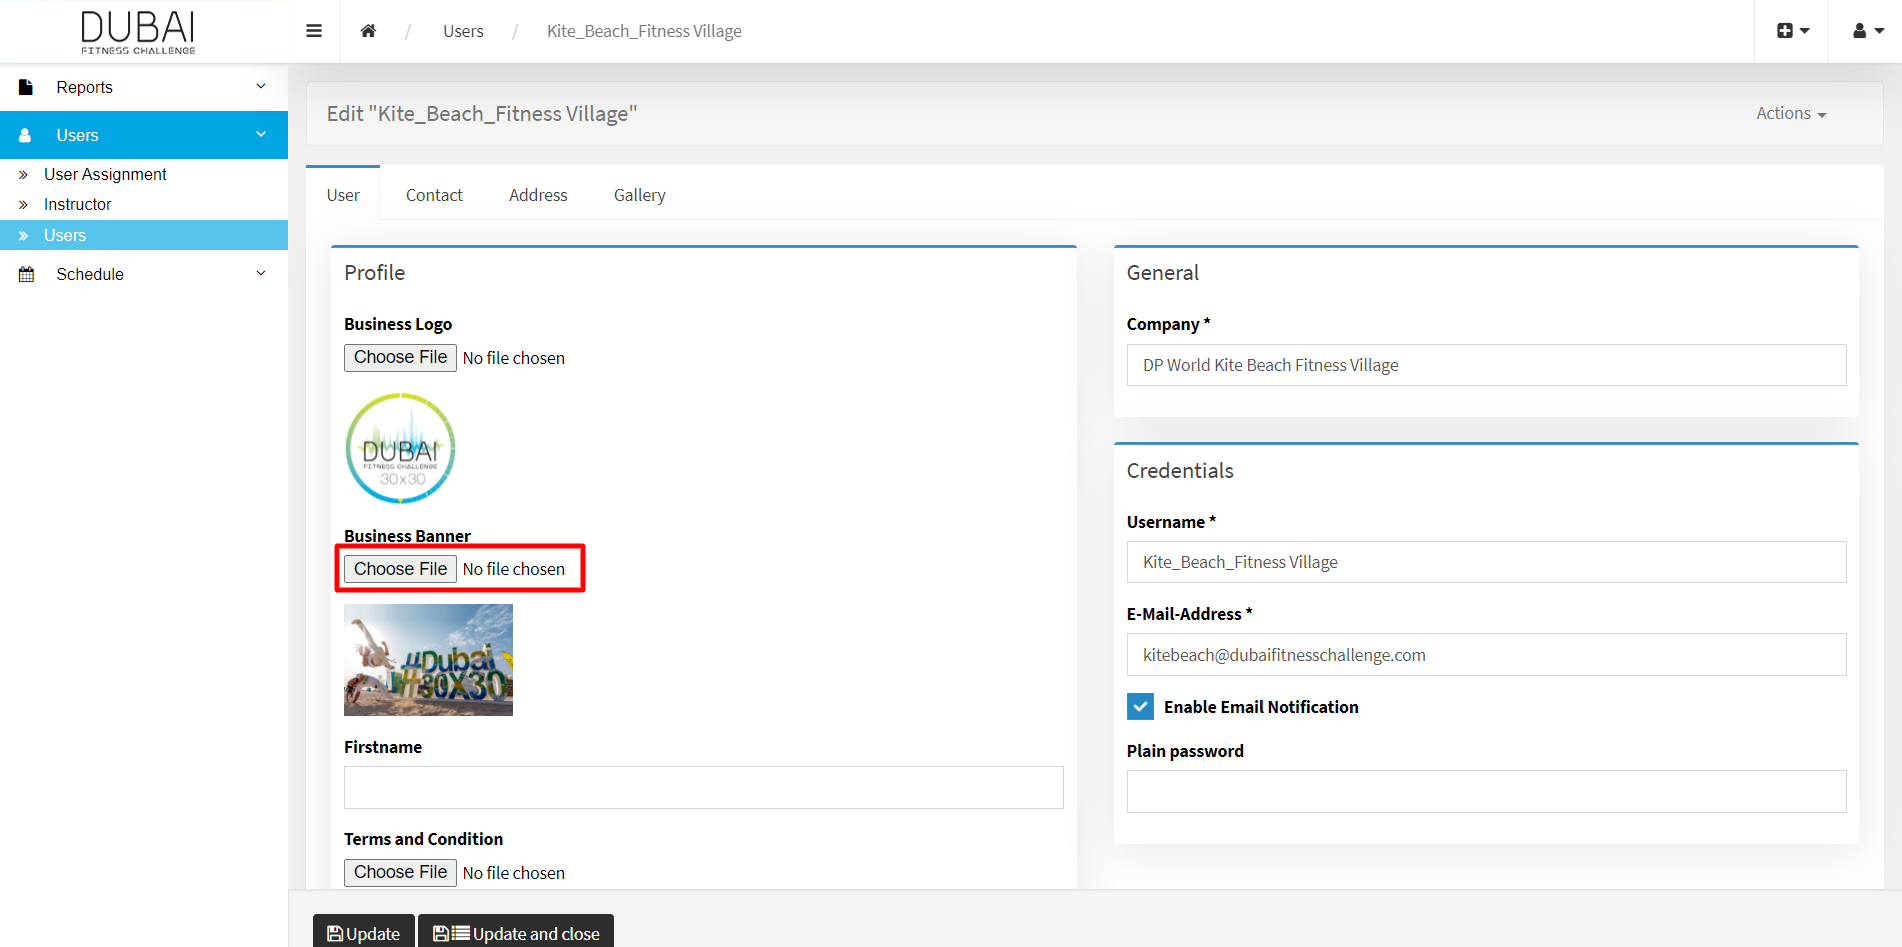 DUBAI
FITNESS CHALLENGE
/ Users / Kite_Beach_Fitness Village
Reports
Users
» User Assignment
» Instructor
» Users
Schedule
Edit "Kite_Beach_Fitness Village"
Actions
User Contact Address Gallery
Profile
Business Logo
Choose File No file chosen
DUBAI
FITNESS CHALLENGE
30x30
Business Banner
Choose File No file chosen
#Dubai
#30X30
Firstname
Terms and Condition
Choose File No file chosen
General
Company *
DP World Kite Beach Fitness Village
Credentials
Username *
Kite_Beach_Fitness Village
E-Mail-Address *
kitebeach@dubaifitnesschallenge.com
Enable Email Notification
Plain password
Update Update and close